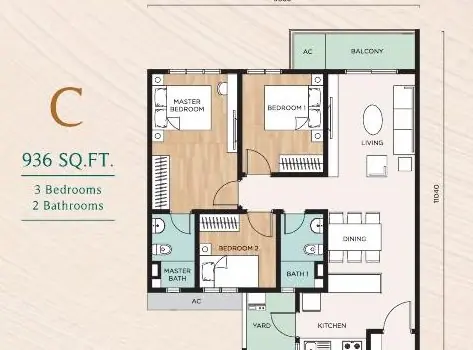 C
936 SQ.FT.
3 Bedrooms
2 Bathrooms
AC
BALCONY
MASTER
BEDROOM
BEDROOM 1
LIVING
11040
DINING
BEDROOM 2
MASTER
BATH
BATH 1
AC
YARD
KITCHEN